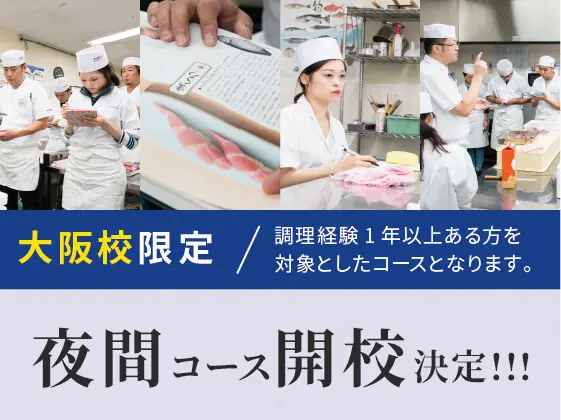 大阪校限定
調理経験1年以上ある方を
対象としたコースとなります。
夜間コース開校決定!!!